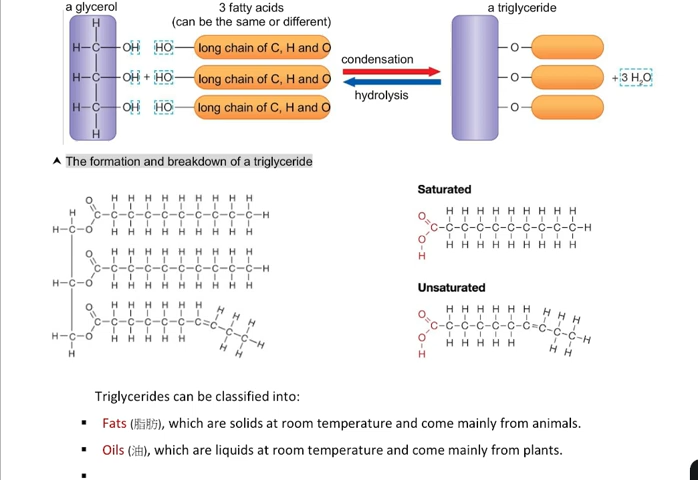 a glycerol
3 fatty acids
(can be the same or different)
a triglyceride
H
H–C–OH HO– long chain of C, H and O
–O–
condensation
H–C–OH + HO– long chain of C, H and O
–O–
+ 3 H₂O
hydrolysis
H–C–OH HO– long chain of C, H and O
–O–
H
The formation and breakdown of a triglyceride
O H H H H H H H H H
H C–C–C–C–C–C–C–C–C–C–H
H–C–O H H H H H H H H H
O H H H H H H H H H
C–C–C–C–C–C–C–C–C–C–H
H–C–O H H H H H H H H H
O H H H H H H H H H
C–C–C–C–C–C–C=C–C–C–H
H–C–O H H H H H H H
H
Saturated
O H H H H H H H H H
C–C–C–C–C–C–C–C–C–C–H
O H H H H H H H H H
H
Unsaturated
O H H H H H H H H H
C–C–C–C–C–C–C=C–C–C–H
O H H H H H H H
H
Triglycerides can be classified into:
▪ Fats (脂肪), which are solids at room temperature and come mainly from animals.
▪ Oils (油), which are liquids at room temperature and come mainly from plants.